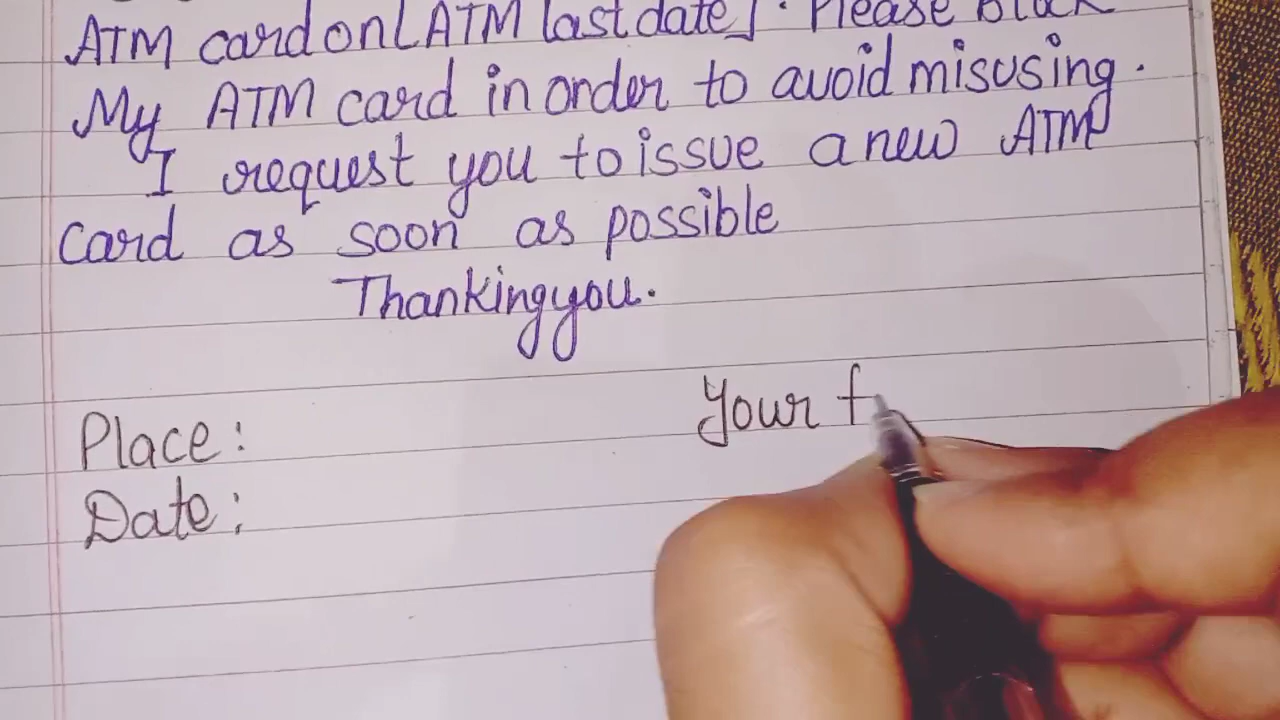 ATM card on [ATM last date]. Please Block
My ATM card in order to avoid misusing.
I request you to issue a new ATM
card as soon as possible
Thanking you.
Your f
Place:
Date: